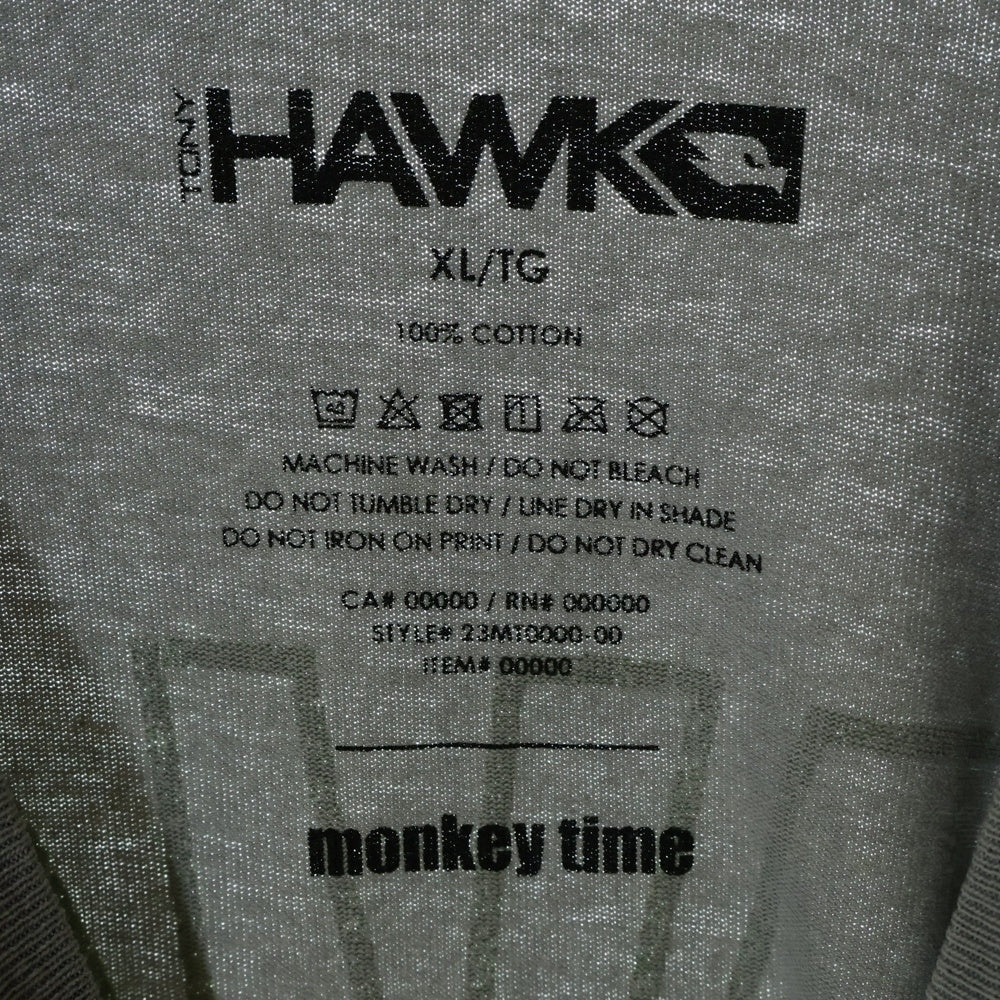 TONY HAWK
XL/TG
100% COTTON
MACHINE WASH / DO NOT BLEACH
DO NOT TUMBLE DRY / LINE DRY IN SHADE
DO NOT IRON ON PRINT / DO NOT DRY CLEAN
CA# 00000 / RN# 000000
STYLE# 23MT0000-00
ITEM# 00000
monkey time